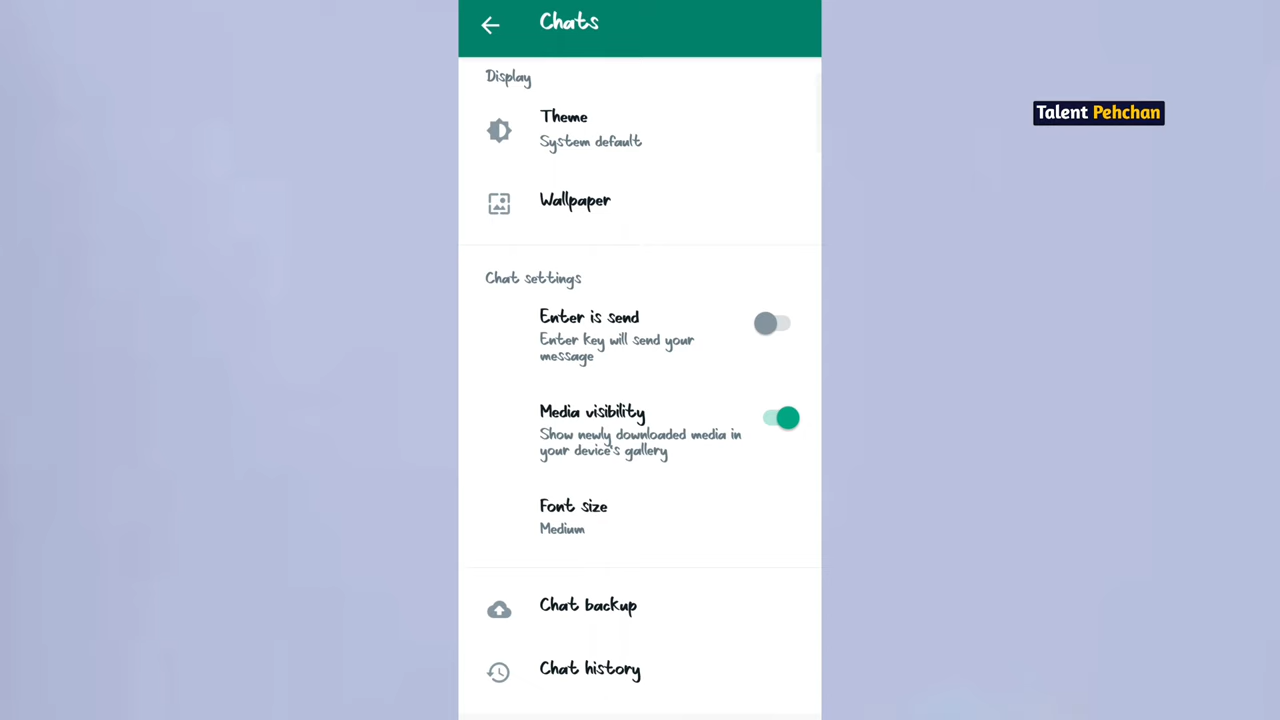 Chats
Talent Pehchan
Display
Theme
System default
Wallpaper
Chat settings
Enter is send
Enter key will send your
message
Media visibility
Show newly downloaded media in
your device's gallery
Font size
Medium
Chat backup
Chat history